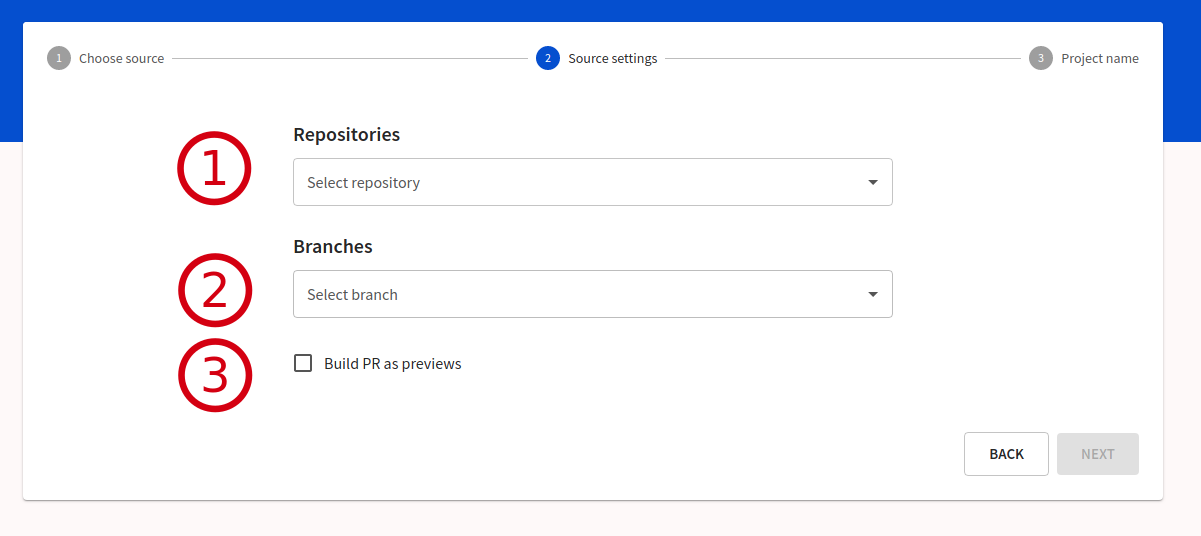 1 Choose source 2 Source settings 3 Project name
Repositories
1
Select repository
Branches
2
Select branch
3
Build PR as previews
BACK NEXT